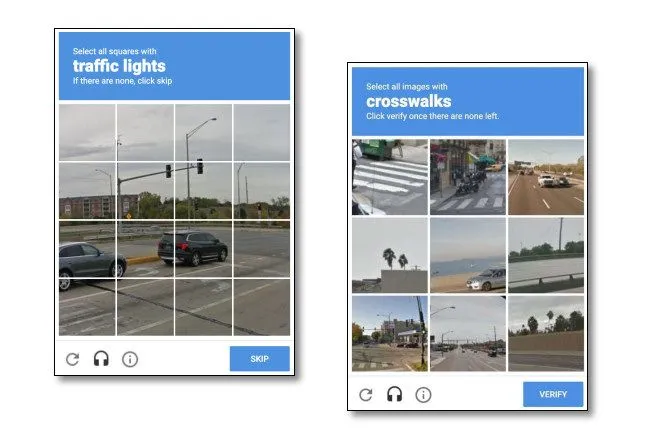 Select all squares with
traffic lights
If there are none, click skip
SKIP
Select all images with
crosswalks
Click verify once there are none left.
VERIFY